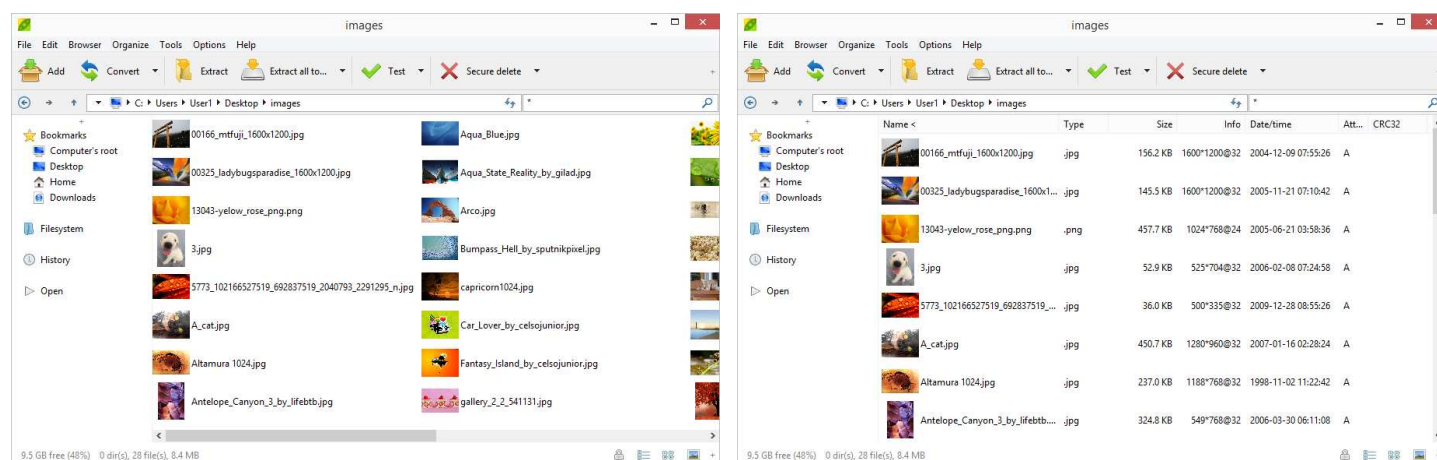 images
File Edit Browser Organize Tools Options Help
Add Convert Extract Extract all to... Test Secure delete
C: Users User1 Desktop images *
Bookmarks
Computer's root
Desktop
Home
Downloads
Filesystem
History
Open
00166_mtfuji_1600x1200.jpg
00325_ladybugsparadise_1600x1200.jpg
13043-yelow_rose_png.png
3.jpg
5773_102166527519_692837519_2040793_2291295_n.jpg
A_cat.jpg
Altamura 1024.jpg
Antelope_Canyon_3_by_lifebtb.jpg
Aqua_Blue.jpg
Aqua_State_Reality_by_gilad.jpg
Arco.jpg
Bumpass_Hell_by_sputnikpixel.jpg
capricorn1024.jpg
Car_Lover_by_celsojunior.jpg
Fantasy_Island_by_celsojunior.jpg
gallery_2_2_541131.jpg
9.5 GB free (48%) 0 dir(s), 28 file(s), 8.4 MB
images
File Edit Browser Organize Tools Options Help
Add Convert Extract Extract all to... Test Secure delete
C: Users User1 Desktop images *
Bookmarks
Computer's root
Desktop
Home
Downloads
Filesystem
History
Open
Name < Type Size Info Date/time Att... CRC32
00166_mtfuji_1600x1200.jpg .jpg 156.2 KB 1600*1200@32 2004-12-09 07:55:26 A
00325_ladybugsparadise_1600x1... .jpg 145.5 KB 1600*1200@32 2005-11-21 07:10:42 A
13043-yelow_rose_png.png .png 457.7 KB 1024*768@24 2005-06-21 03:58:36 A
3.jpg .jpg 52.9 KB 525*704@32 2006-02-08 07:24:58 A
5773_102166527519_692837519_... .jpg 36.0 KB 500*335@32 2009-12-28 08:55:26 A
A_cat.jpg .jpg 450.7 KB 1280*960@32 2007-01-16 02:28:24 A
Altamura 1024.jpg .jpg 237.0 KB 1188*768@32 1998-11-02 11:22:42 A
Antelope_Canyon_3_by_lifebtb.... .jpg 324.8 KB 549*768@32 2006-03-30 06:11:08 A
9.5 GB free (48%) 0 dir(s), 28 file(s), 8.4 MB